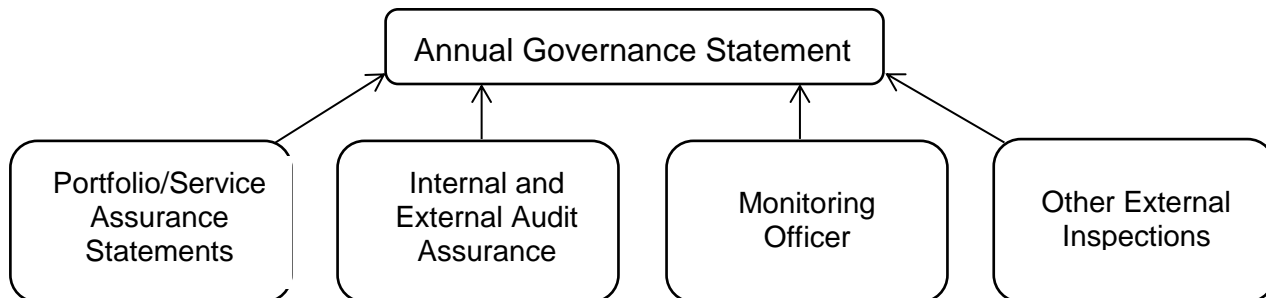 Annual Governance Statement
Portfolio/Service
Assurance
Statements
Internal and
External Audit
Assurance
Monitoring
Officer
Other External
Inspections